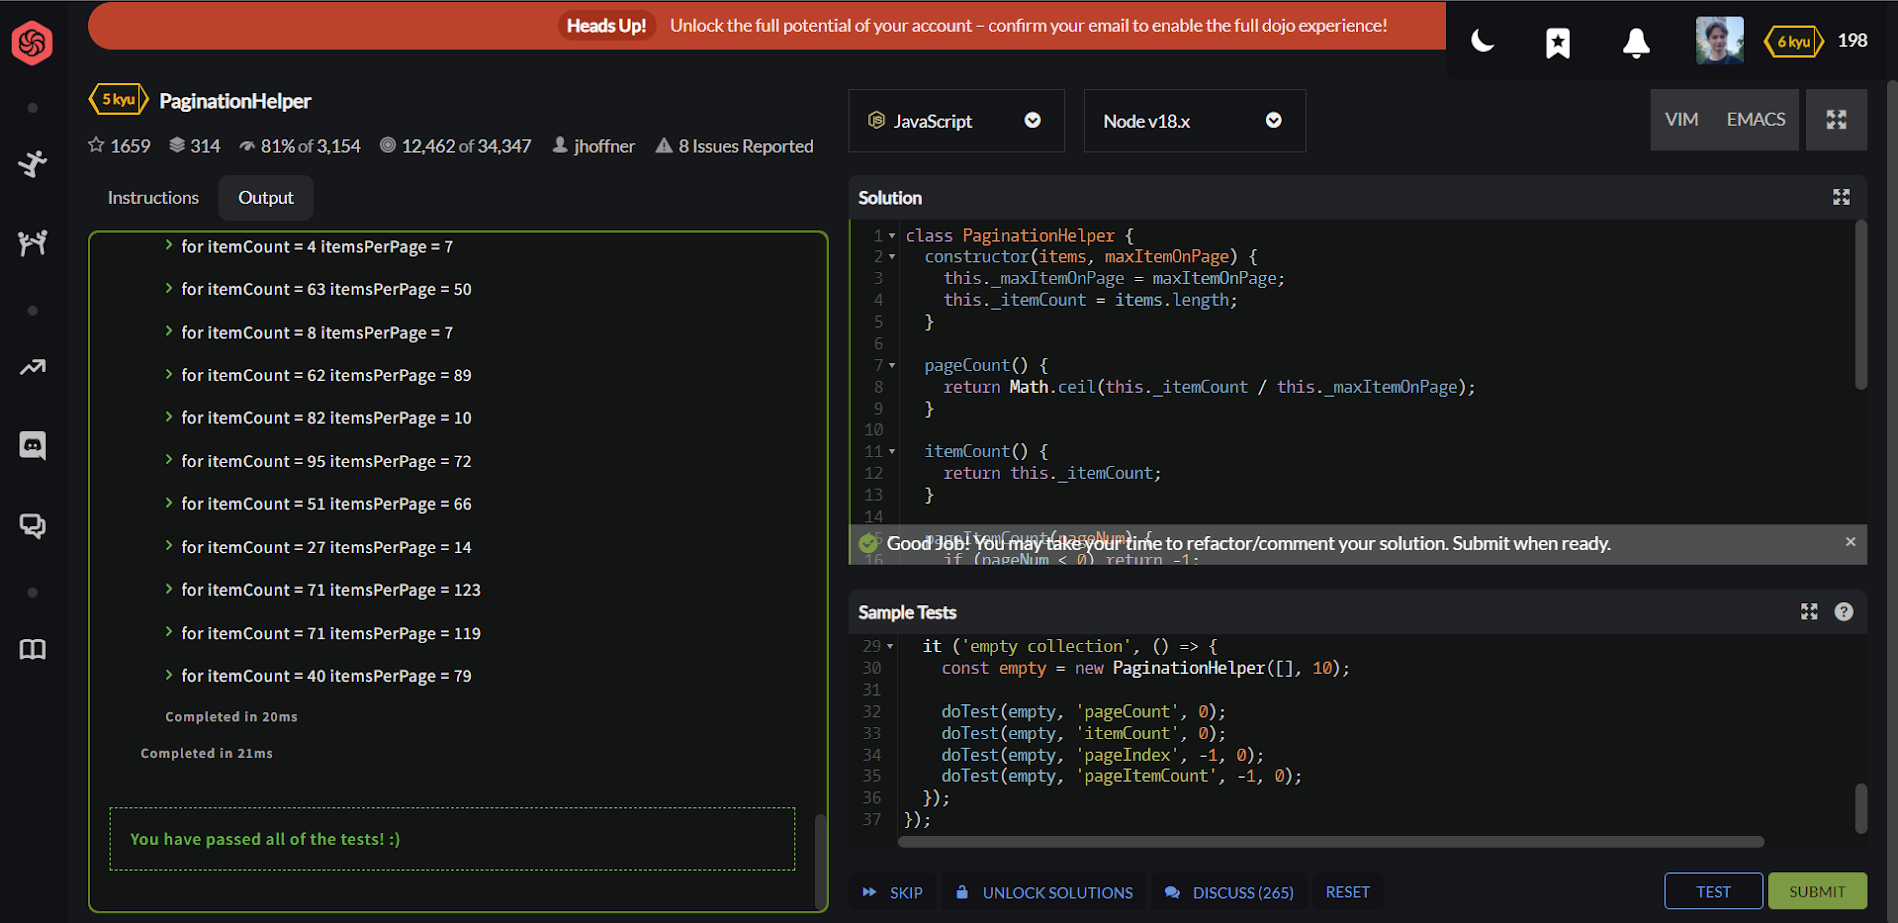 Heads Up! Unlock the full potential of your account – confirm your email to enable the full dojo experience!
6 kyu 198
5 kyu PaginationHelper
1659 314 81% of 3,154 12,462 of 34,347 jhoffner 8 Issues Reported
JavaScript
Node v18.x
VIM EMACS
Instructions Output
for itemCount = 4 itemsPerPage = 7
for itemCount = 63 itemsPerPage = 50
for itemCount = 8 itemsPerPage = 7
for itemCount = 62 itemsPerPage = 89
for itemCount = 82 itemsPerPage = 10
for itemCount = 95 itemsPerPage = 72
for itemCount = 51 itemsPerPage = 66
for itemCount = 27 itemsPerPage = 14
for itemCount = 71 itemsPerPage = 123
for itemCount = 71 itemsPerPage = 119
for itemCount = 40 itemsPerPage = 79
Completed in 20ms
Completed in 21ms
You have passed all of the tests! :)
Solution
1 class PaginationHelper {
2 constructor(items, maxItemOnPage) {
3 this._maxItemOnPage = maxItemOnPage;
4 this._itemCount = items.length;
5 }
6
7 pageCount() {
8 return Math.ceil(this._itemCount / this._maxItemOnPage);
9 }
10
11 itemCount() {
12 return this._itemCount;
13 }
14
15 pageItemCount(pageNum) {
Good Job! You may take your time to refactor/comment your solution. Submit when ready.
16 if (pageNum < 0) return -1;
Sample Tests
29 it ('empty collection', () => {
30 const empty = new PaginationHelper([], 10);
31
32 doTest(empty, 'pageCount', 0);
33 doTest(empty, 'itemCount', 0);
34 doTest(empty, 'pageIndex', -1, 0);
35 doTest(empty, 'pageItemCount', -1, 0);
36 });
37 });
SKIP UNLOCK SOLUTIONS DISCUSS (265) RESET TEST SUBMIT